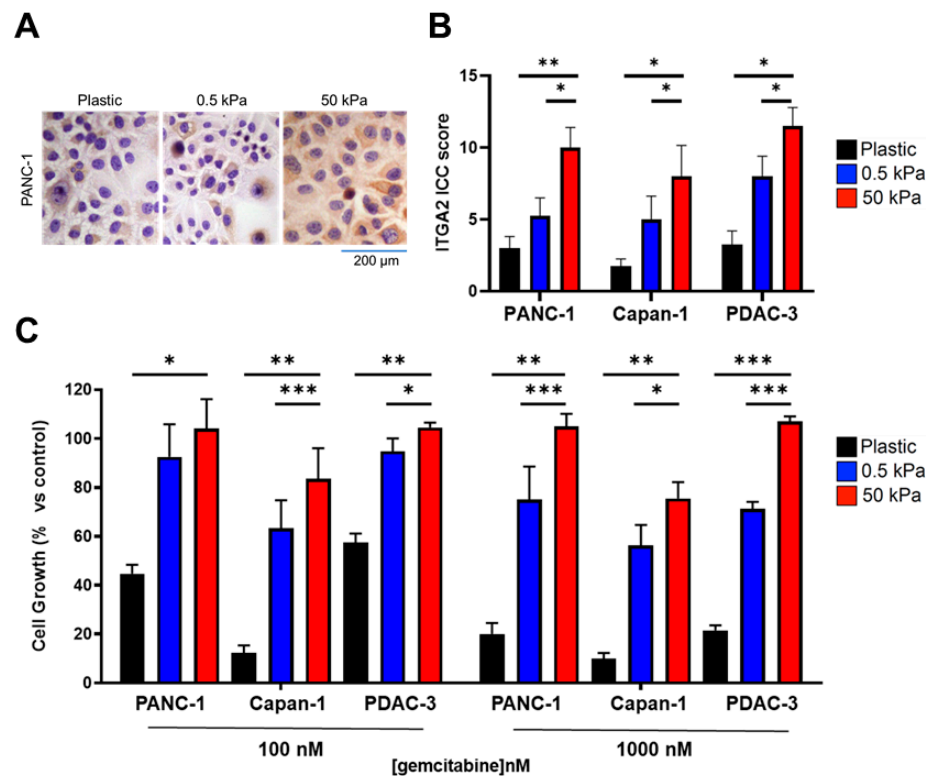 A
Plastic 0.5 kPa 50 kPa
PANC-1
200 µm
B
** * *
* * *
ITGA2 ICC score
15
10
5
0
PANC-1 Capan-1 PDAC-3
Plastic
0.5 kPa
50 kPa
C
* ** ** ** ** ***
*** * *** * ***
Cell Growth (% vs control)
120
100
80
60
40
20
0
Plastic
0.5 kPa
50 kPa
PANC-1 Capan-1 PDAC-3 PANC-1 Capan-1 PDAC-3
100 nM 1000 nM
[gemcitabine]nM